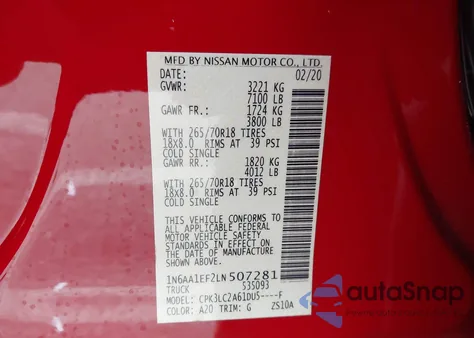 MFD BY NISSAN MOTOR CO., LTD.
DATE: 02/20
GVWR: 3221 KG
7100 LB
GAWR FR.: 1724 KG
3800 LB
WITH 265/70R18 TIRES
18x8.0 RIMS AT 39 PSI
COLD SINGLE
GAWR RR.: 1820 KG
4012 LB
WITH 265/70R18 TIRES
18x8.0 RIMS AT 39 PSI
COLD SINGLE
THIS VEHICLE CONFORMS TO
ALL APPLICABLE FEDERAL
MOTOR VEHICLE SAFETY
STANDARDS IN EFFECT ON
THE DATE OF
MANUFACTURE SHOWN ABOVE.
1N6AA1EF2LN507281
TRUCK 535093
MODEL: CPK3LC2A61DUS----F
COLOR: A20 TRIM: G ZS10A
autoSnap